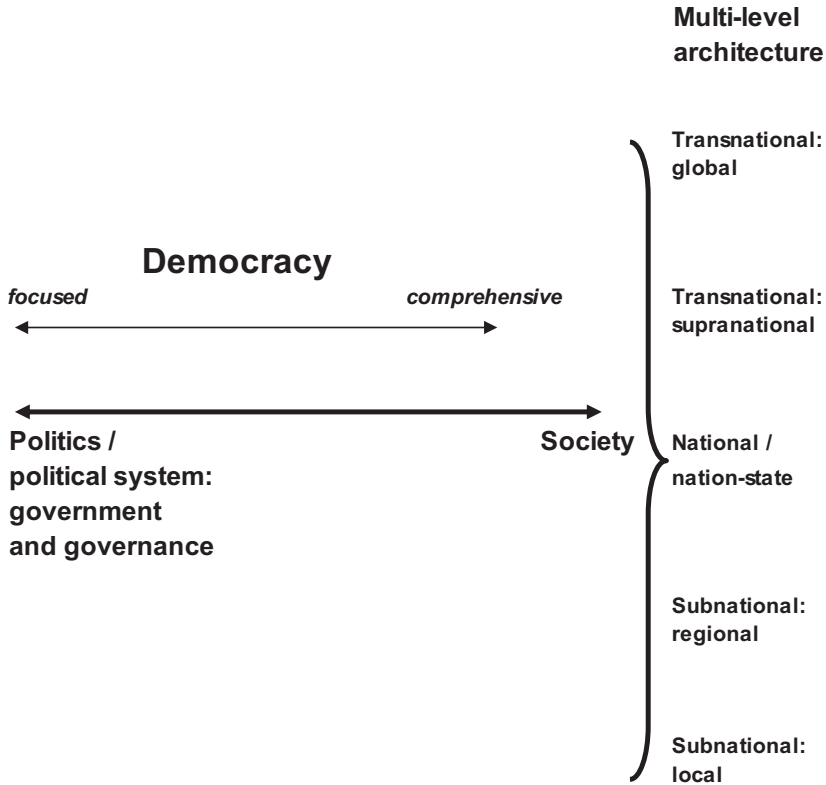 Multi-level
architecture
Transnational:
global
Democracy
focused
comprehensive
Transnational:
supranational
Politics /
political system:
government
and governance
Society
National /
nation-state
Subnational:
regional
Subnational:
local